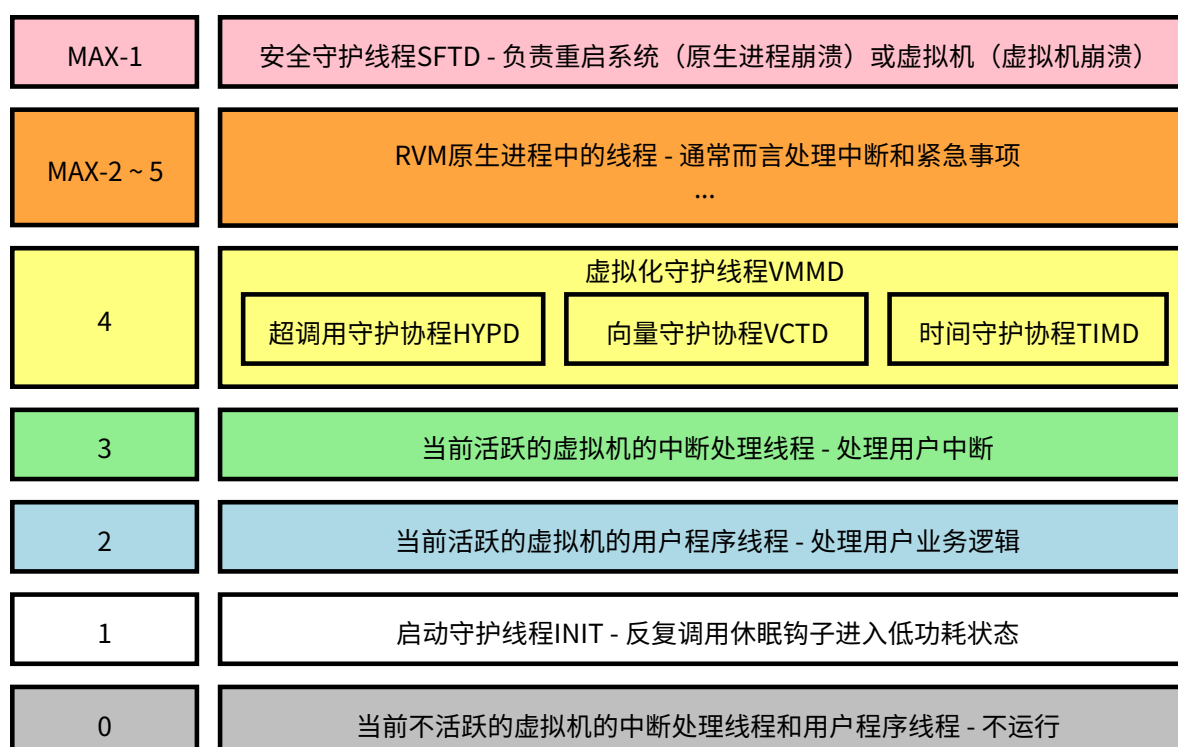 MAX-1
安全守护线程SFTD - 负责重启系统（原生进程崩溃）或虚拟机（虚拟机崩溃）
MAX-2 ~ 5
RVM原生进程中的线程 - 通常而言处理中断和紧急事项
...
4
虚拟化守护线程VMMD
超调用守护协程HYPD
向量守护协程VCTD
时间守护协程TIMD
3
当前活跃的虚拟机的中断处理线程 - 处理用户中断
2
当前活跃的虚拟机的用户程序线程 - 处理用户业务逻辑
1
启动守护线程INIT - 反复调用休眠钩子进入低功耗状态
0
当前不活跃的虚拟机的中断处理线程和用户程序线程 - 不运行